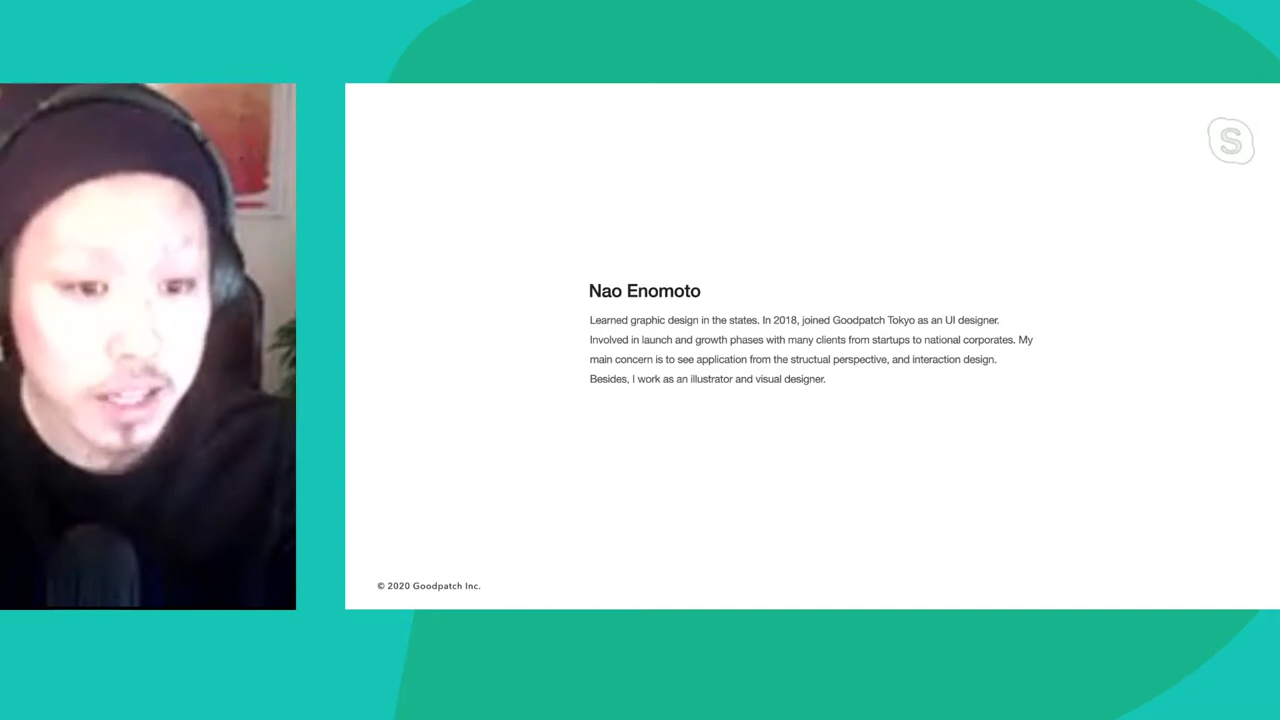 S
Nao Enomoto
Learned graphic design in the states. In 2018, joined Goodpatch Tokyo as an UI designer.
Involved in launch and growth phases with many clients from startups to national corporates. My
main concern is to see application from the structual perspective, and interaction design.
Besides, I work as an illustrator and visual designer.
© 2020 Goodpatch Inc.